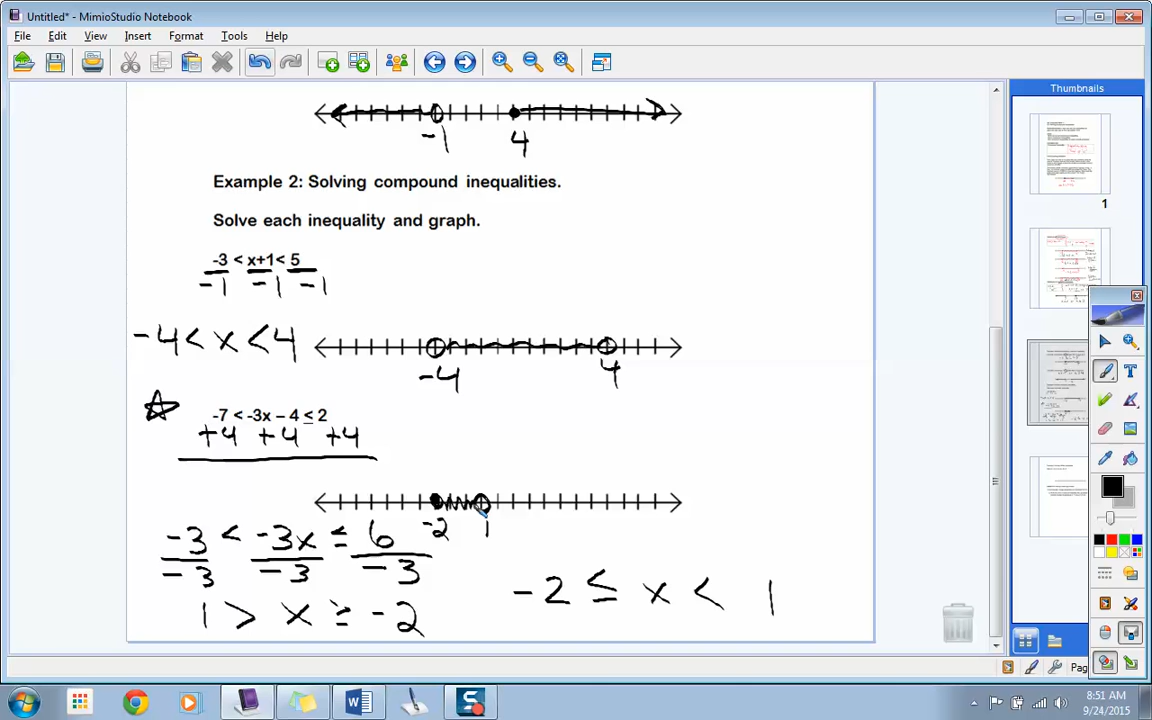 Untitled* - MimioStudio Notebook
File Edit View Insert Format Tools Help
Thumbnails
-1 4
Example 2: Solving compound inequalities.
Solve each inequality and graph.
-3 < x+1< 5
-1 -1 -1
-4 < x < 4
-4 4
-7 < -3x – 4 ≤ 2
+4 +4 +4
-2 1
-3 < -3x ≤ 6
-3 -3 -3
1 > x ≥ -2
-2 ≤ x < 1
1
Pag
8:51 AM
9/24/2015